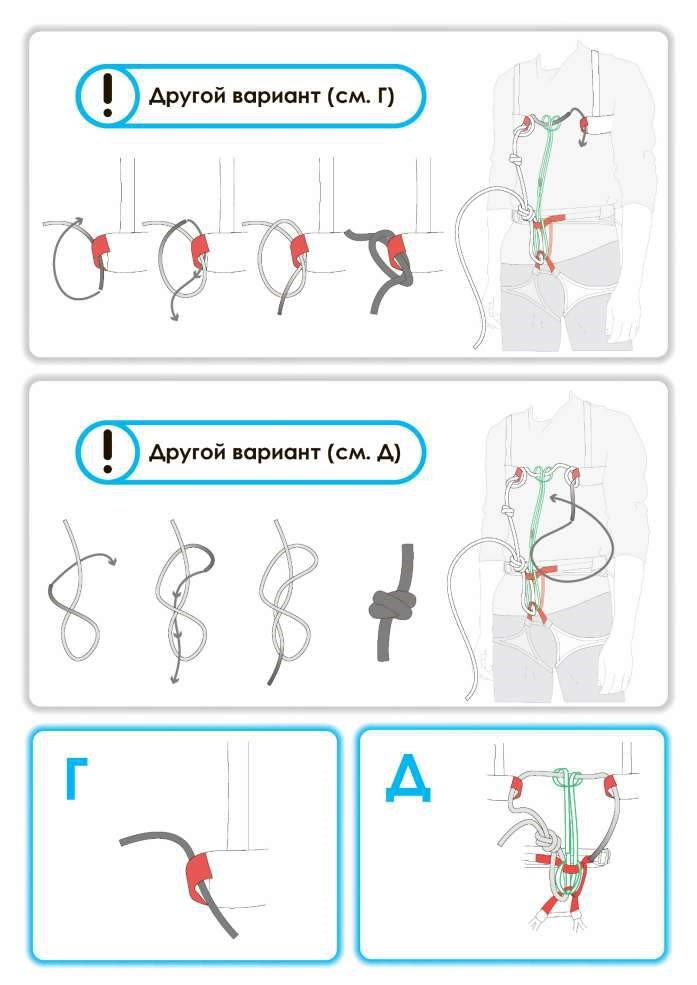 ! Другой вариант (см. Г)
! Другой вариант (см. Д)
Г
Д